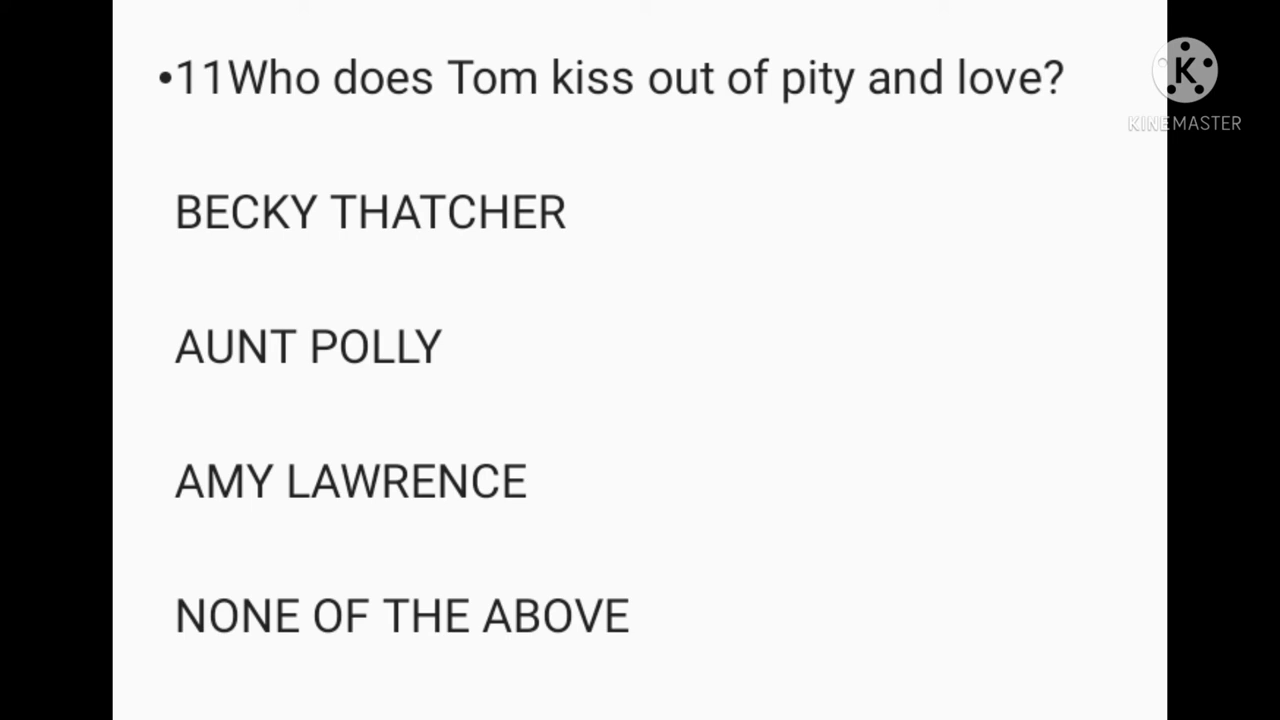 •11Who does Tom kiss out of pity and love?
K
KINEMASTER
BECKY THATCHER
AUNT POLLY
AMY LAWRENCE
NONE OF THE ABOVE